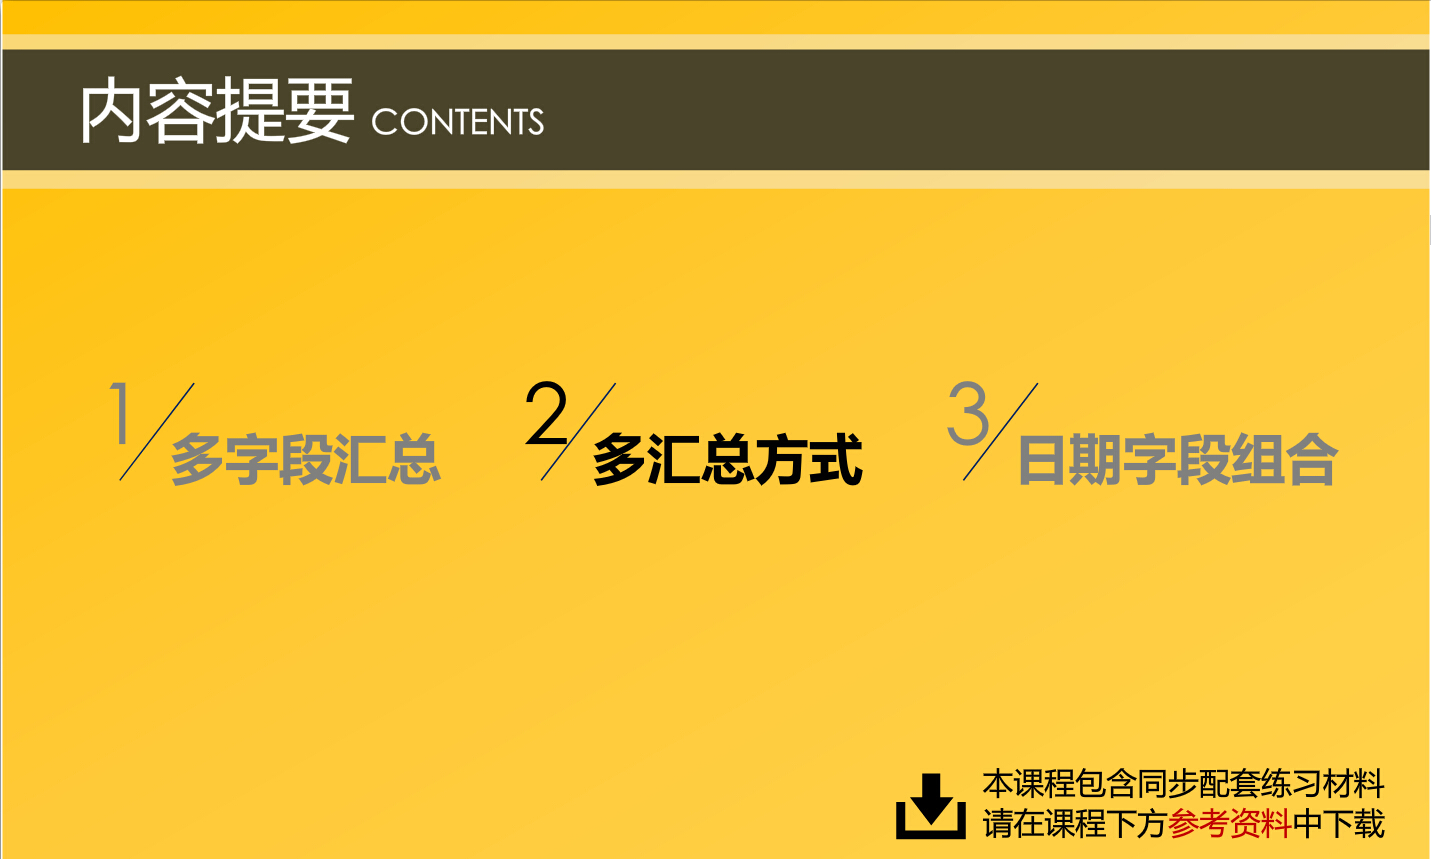 内容提要 CONTENTS
1 多字段汇总
2 多汇总方式
3 日期字段组合
本课程包含同步配套练习材料
请在课程下方参考资料中下载